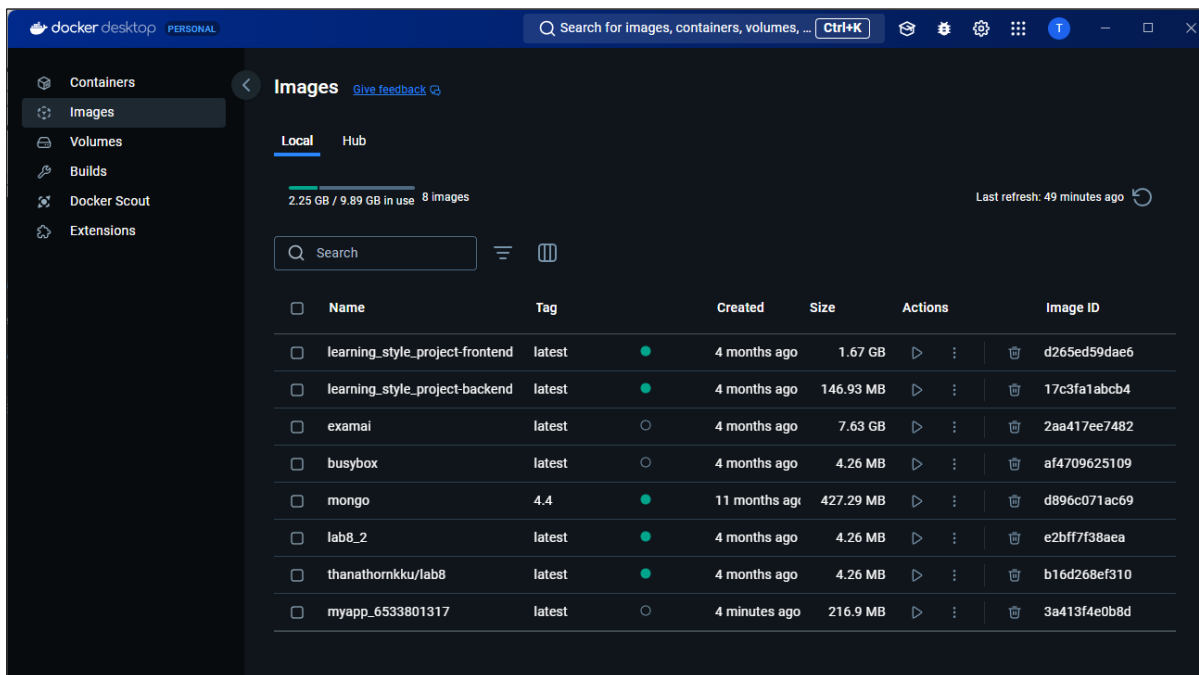 docker desktop PERSONAL Search for images, containers, volumes, ... Ctrl+K T
Containers
Images
Volumes
Builds
Docker Scout
Extensions
Images Give feedback
Local Hub
2.25 GB / 9.89 GB in use 8 images Last refresh: 49 minutes ago
Search
Name Tag Created Size Actions Image ID
learning_style_project-frontend latest 4 months ago 1.67 GB d265ed59dae6
learning_style_project-backend latest 4 months ago 146.93 MB 17c3fa1abcb4
examai latest 4 months ago 7.63 GB 2aa417ee7482
busybox latest 4 months ago 4.26 MB af4709625109
mongo 4.4 11 months ago 427.29 MB d896c071ac69
lab8_2 latest 4 months ago 4.26 MB e2bff7f38aea
thanathornkku/lab8 latest 4 months ago 4.26 MB b16d268ef310
myapp_6533801317 latest 4 minutes ago 216.9 MB 3a413f4e0b8d